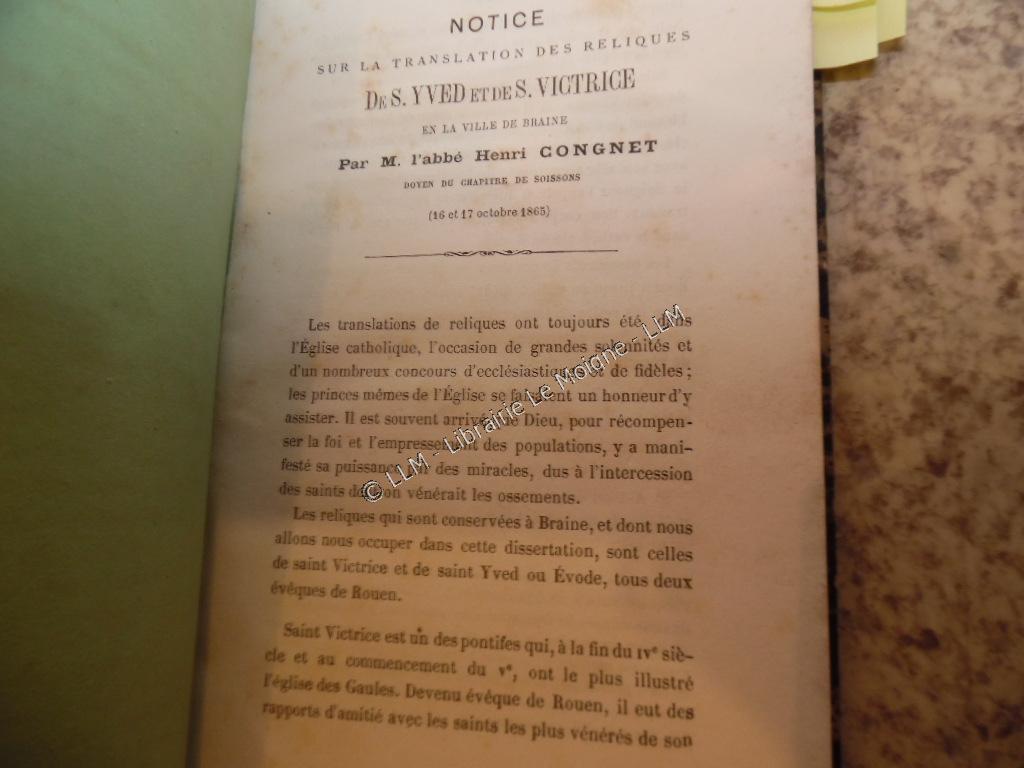 NOTICE
SUR LA TRANSLATION DES RELIQUES
DE S. YVED ET DE S. VICTRICE
EN LA VILLE DE BRAINE
Par M. l'abbé Henri CONGNET
DOYEN DU CHAPITRE DE SOISSONS
(16 et 17 octobre 1865)
Les translations de reliques ont toujours été, dans
l'Église catholique, l'occasion de grandes solennités et
d'un nombreux concours d'ecclésiastiques et de fidèles ;
les princes mêmes de l'Église se faisaient un honneur d'y
assister. Il est souvent arrivé que Dieu, pour récompen-
ser la foi et l'empressement des populations, y a mani-
festé sa puissance par des miracles, dus à l'intercession
des saints dont on vénérait les ossements.
Les reliques qui sont conservées à Braine, et dont nous
allons nous occuper dans cette dissertation, sont celles
de saint Victrice et de saint Yved ou Évode, tous deux
évêques de Rouen.
Saint Victrice est un des pontifes qui, à la fin du IVe siè-
cle et au commencement du Ve, ont le plus illustré
l'église des Gaules. Devenu évêque de Rouen, il eut des
rapports d'amitié avec les saints les plus vénérés de son
© LLM - Librairie Le Moigne - LLM